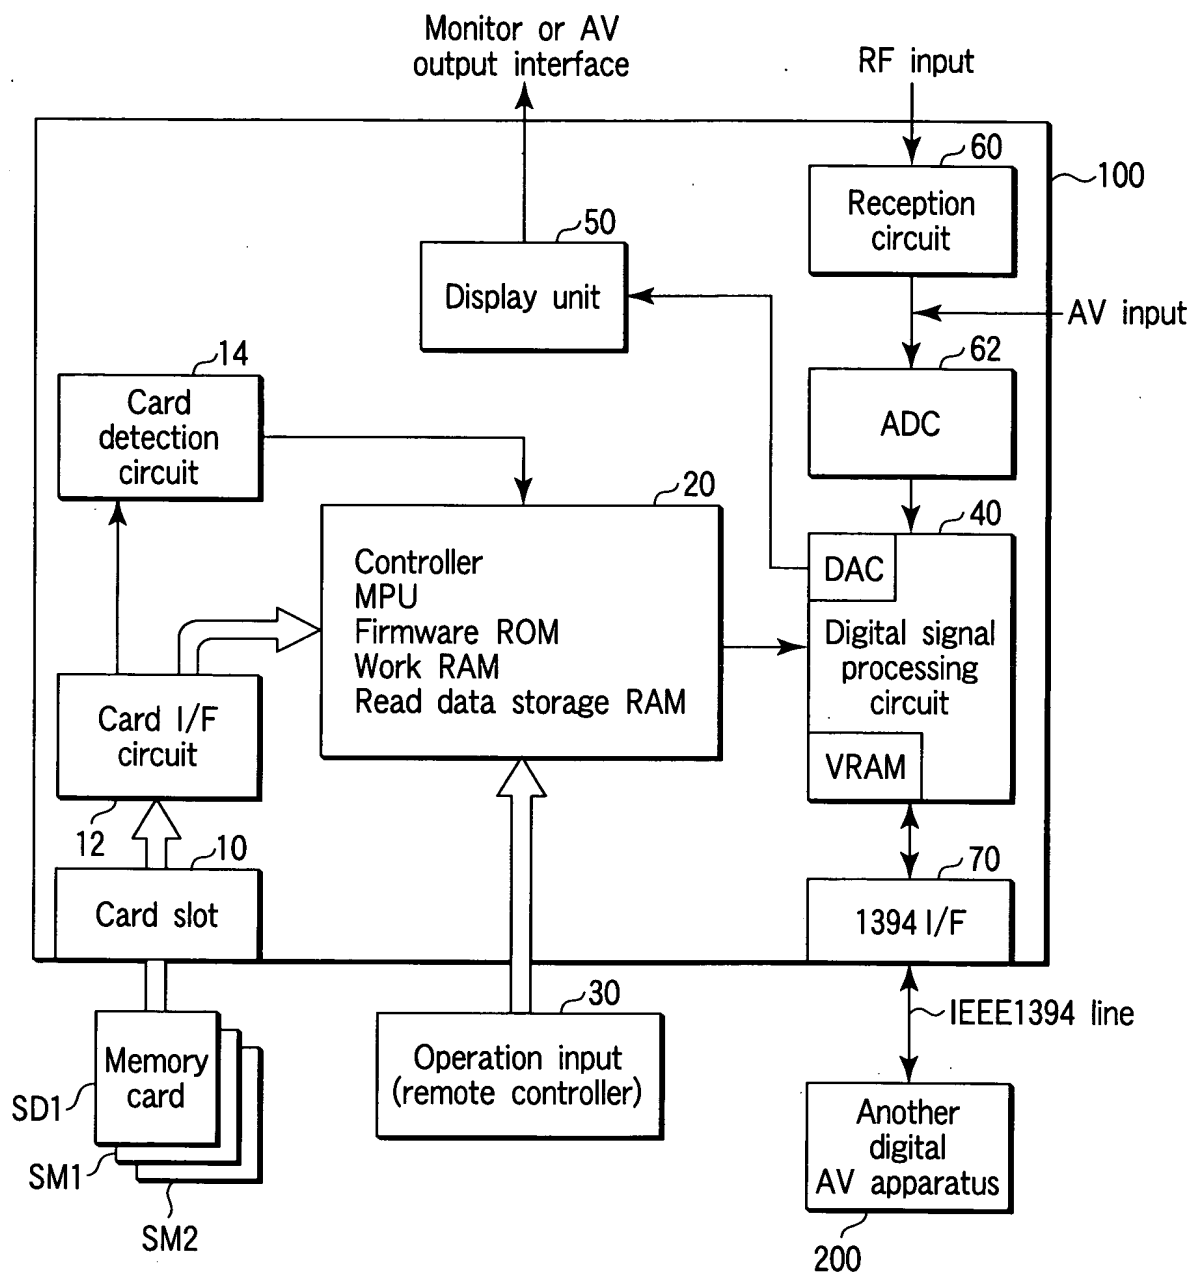 Monitor or AV
output interface
RF input
60
100
Reception
circuit
50
Display unit
AV input
14
62
Card
detection
circuit
ADC
20
40
Controller
MPU
Firmware ROM
Work RAM
Read data storage RAM
DAC
Digital signal
processing
circuit
VRAM
Card I/F
circuit
12
10
70
Card slot
1394 I/F
30
IEEE1394 line
Memory
card
Operation input
(remote controller)
SD1
SM1
SM2
Another
digital
AV apparatus
200